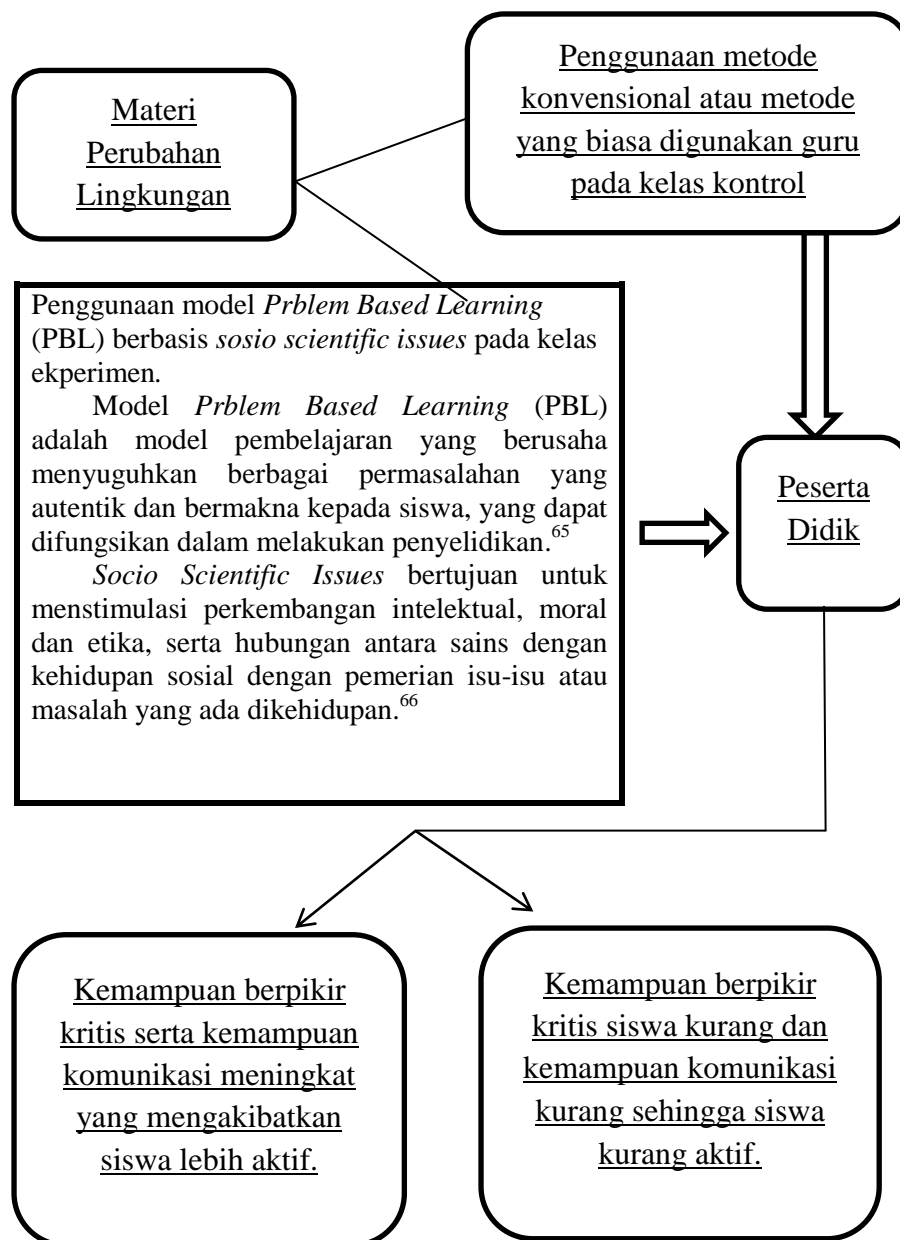 Materi
Perubahan
Lingkungan
Penggunaan metode
konvensional atau metode
yang biasa digunakan guru
pada kelas kontrol
Penggunaan model Prblem Based Learning
(PBL) berbasis sosio scientific issues pada kelas
ekperimen.
Model Prblem Based Learning (PBL)
adalah model pembelajaran yang berusaha
menyuguhkan berbagai permasalahan yang
autentik dan bermakna kepada siswa, yang dapat
difungsikan dalam melakukan penyelidikan.65
Socio Scientific Issues bertujuan untuk
menstimulasi perkembangan intelektual, moral
dan etika, serta hubungan antara sains dengan
kehidupan sosial dengan pemerian isu-isu atau
masalah yang ada dikehidupan.66
Peserta
Didik
Kemampuan berpikir
kritis serta kemampuan
komunikasi meningkat
yang mengakibatkan
siswa lebih aktif.
Kemampuan berpikir
kritis siswa kurang dan
kemampuan komunikasi
kurang sehingga siswa
kurang aktif.